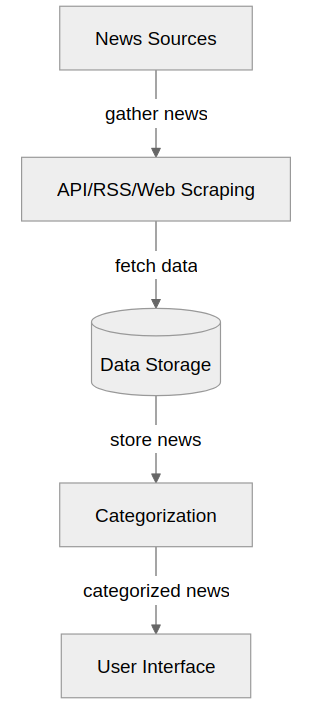 News Sources
gather news
API/RSS/Web Scraping
fetch data
Data Storage
store news
Categorization
categorized news
User Interface